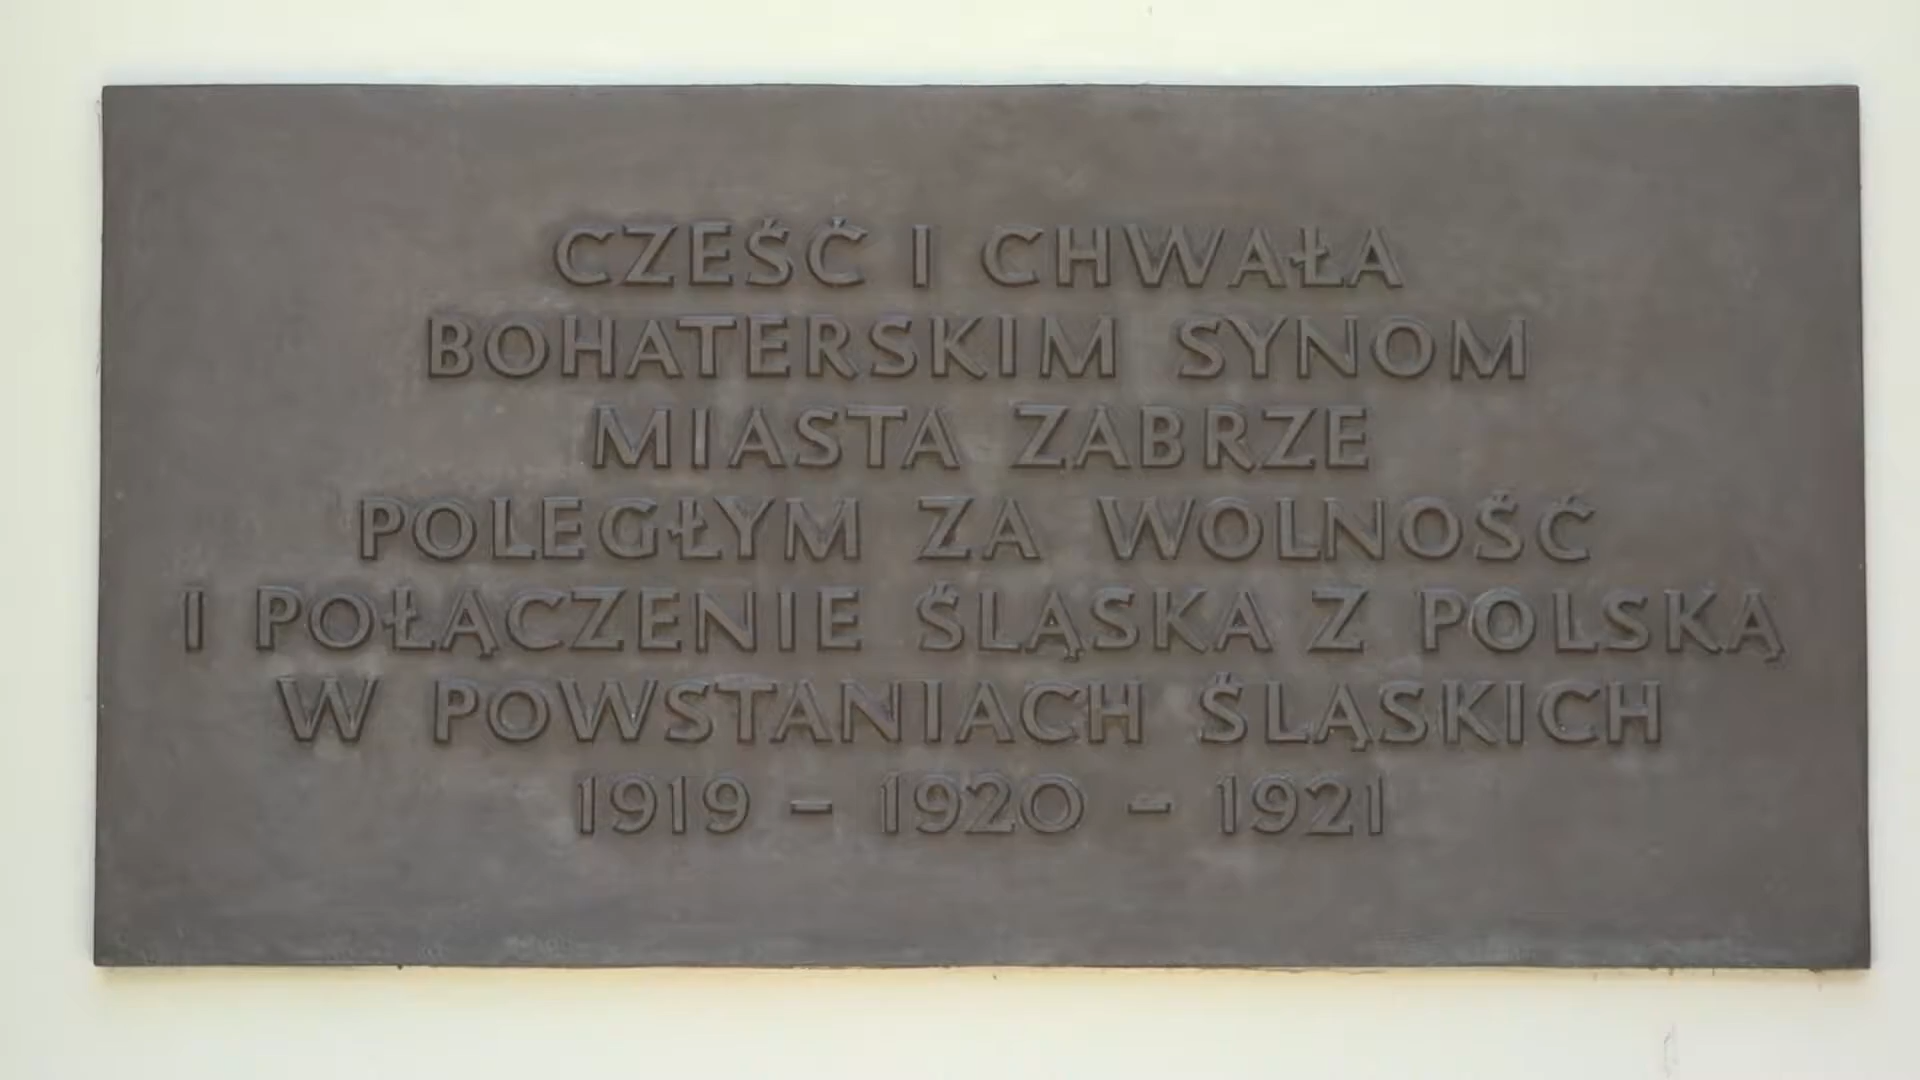 CZEŚĆ I CHWAŁA
BOHATERSKIM SYNOM
MIASTA ZABRZE
POLEGŁYM ZA WOLNOŚĆ
I POŁĄCZENIE ŚLĄSKA Z POLSKĄ
W POWSTANIACH ŚLĄSKICH
1919 – 1920 – 1921